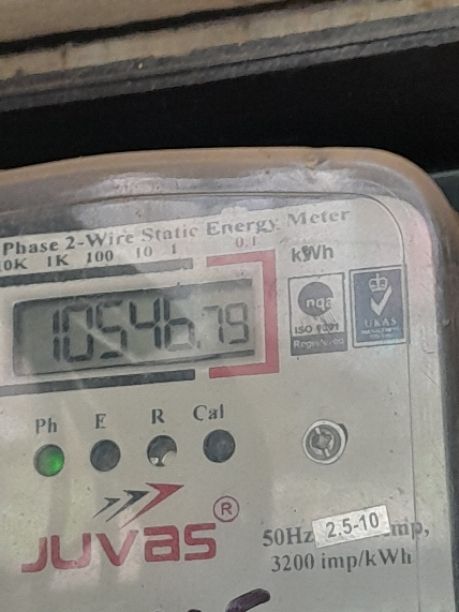 Phase 2-Wire Static Energy Meter
10K 1K 100 10 1 0.1 kWh
10546.79
nqa
ISO 9001
Registered
UKAS
Ph E R Cal
JUVAS ®
50Hz, 2.5-10 Amp,
3200 imp/kWh